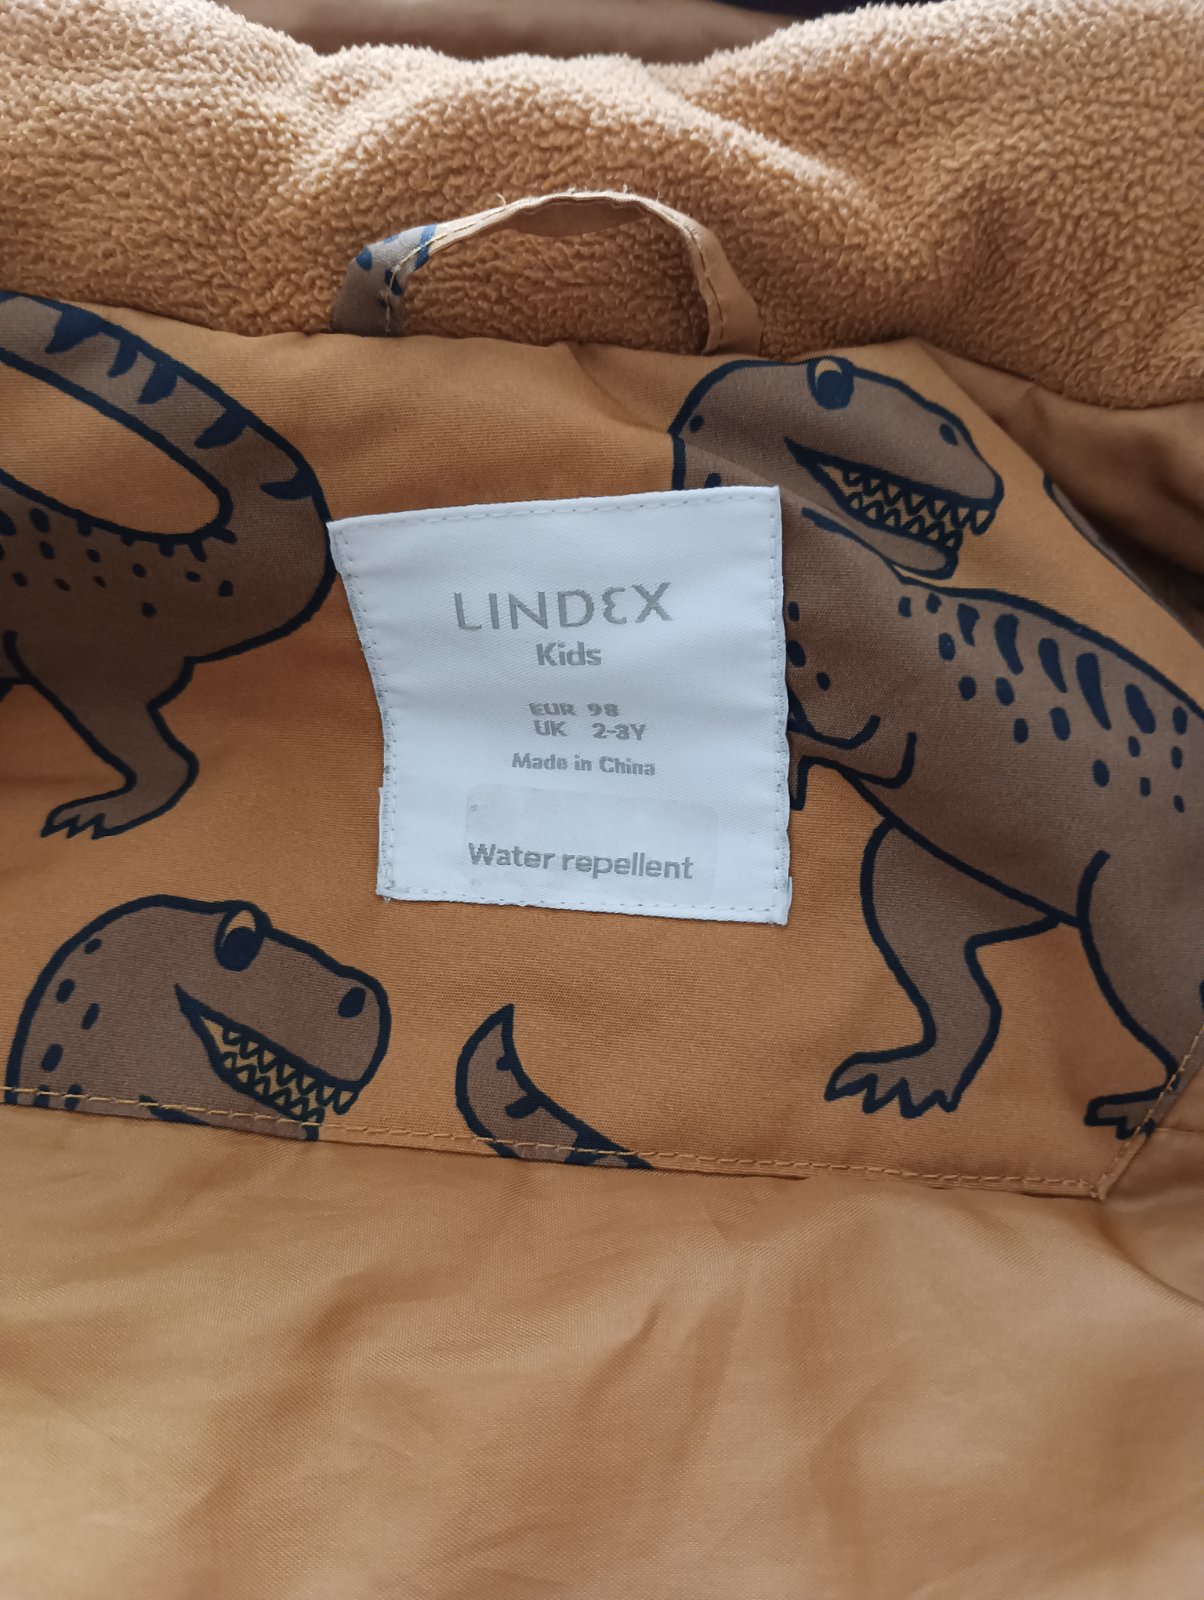 LINDEX
Kids
EUR 98
UK 2-3Y
Made in China
Water repellent